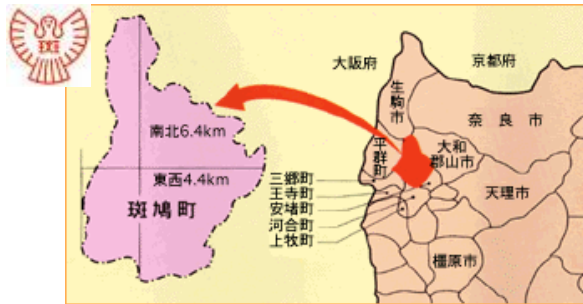 斑
大阪府
京都府
生駒市
奈良市
南北6.4km
平群町
大和
郡山市
東西4.4km
三郷町
王寺町
安堵町
河合町
上牧町
天理市
斑鳩町
橿原市